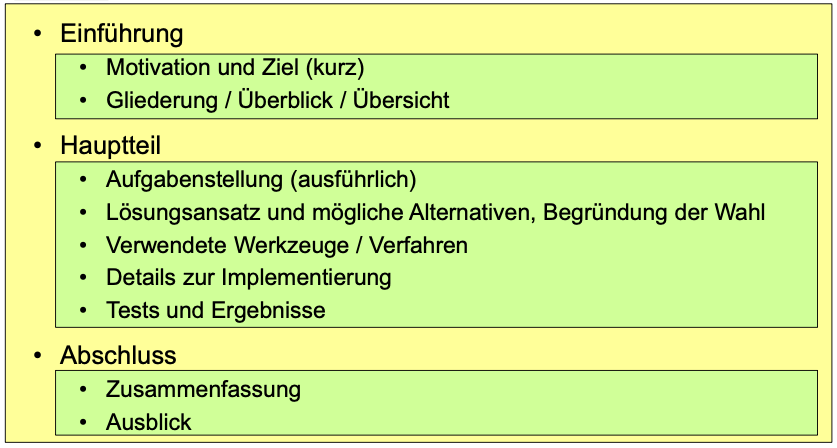 • Einführung
• Motivation und Ziel (kurz)
• Gliederung / Überblick / Übersicht
• Hauptteil
• Aufgabenstellung (ausführlich)
• Lösungsansatz und mögliche Alternativen, Begründung der Wahl
• Verwendete Werkzeuge / Verfahren
• Details zur Implementierung
• Tests und Ergebnisse
• Abschluss
• Zusammenfassung
• Ausblick